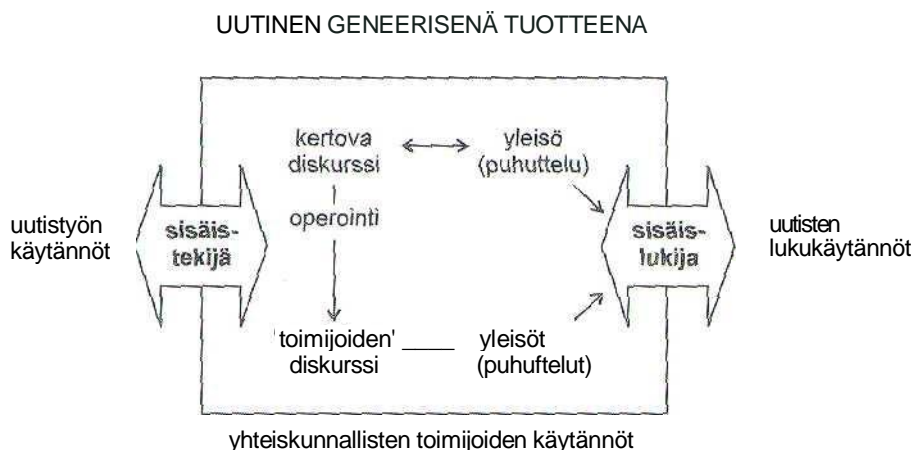 UUTINEN GENEERISENÄ TUOTTEENA
kertova
diskurssi
yleisö
(puhuttelu)
operointi
uutistyön
käytännöt
sisäis-
tekijä
sisäis-
lukija
uutisten
lukukäytännöt
'toimijoiden'
diskurssi
yleisöt
(puhuftelut)
yhteiskunnallisten toimijoiden käytännöt